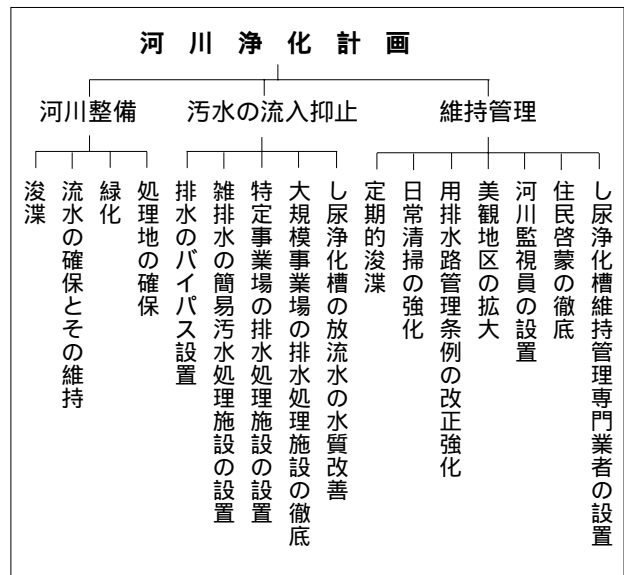 河川浄化計画
河川整備
浚渫
流水の確保とその維持
緑化
処理地の確保
汚水の流入抑止
排水のバイパス設置
雑排水の簡易汚水処理施設の設置
特定事業場の排水処理施設の設置
大規模事業場の排水処理施設の徹底
し尿浄化槽の放流水の水質改善
維持管理
定期的浚渫
日常清掃の強化
用排水路管理条例の改正強化
美観地区の拡大
河川監視員の設置
住民啓蒙の徹底
し尿浄化槽維持管理専門業者の設置